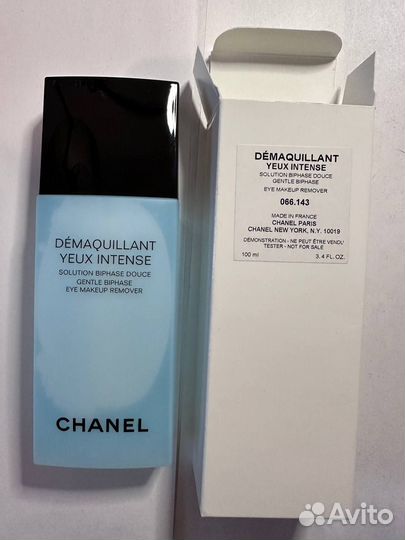 DÉMAQUILLANT
YEUX INTENSE
SOLUTION BIPHASE DOUCE
GENTLE BIPHASE
EYE MAKEUP REMOVER
CHANEL
DÉMAQUILLANT
YEUX INTENSE
SOLUTION BIPHASE DOUCE
GENTLE BIPHASE
EYE MAKEUP REMOVER
066.143
MADE IN FRANCE
CHANEL PARIS
CHANEL NEW YORK, N.Y. 10019
DÉMONSTRATION - NE PEUT ÊTRE VENDU/
TESTER - NOT FOR SALE
100 ml 3.4 FL.OZ.
Avito